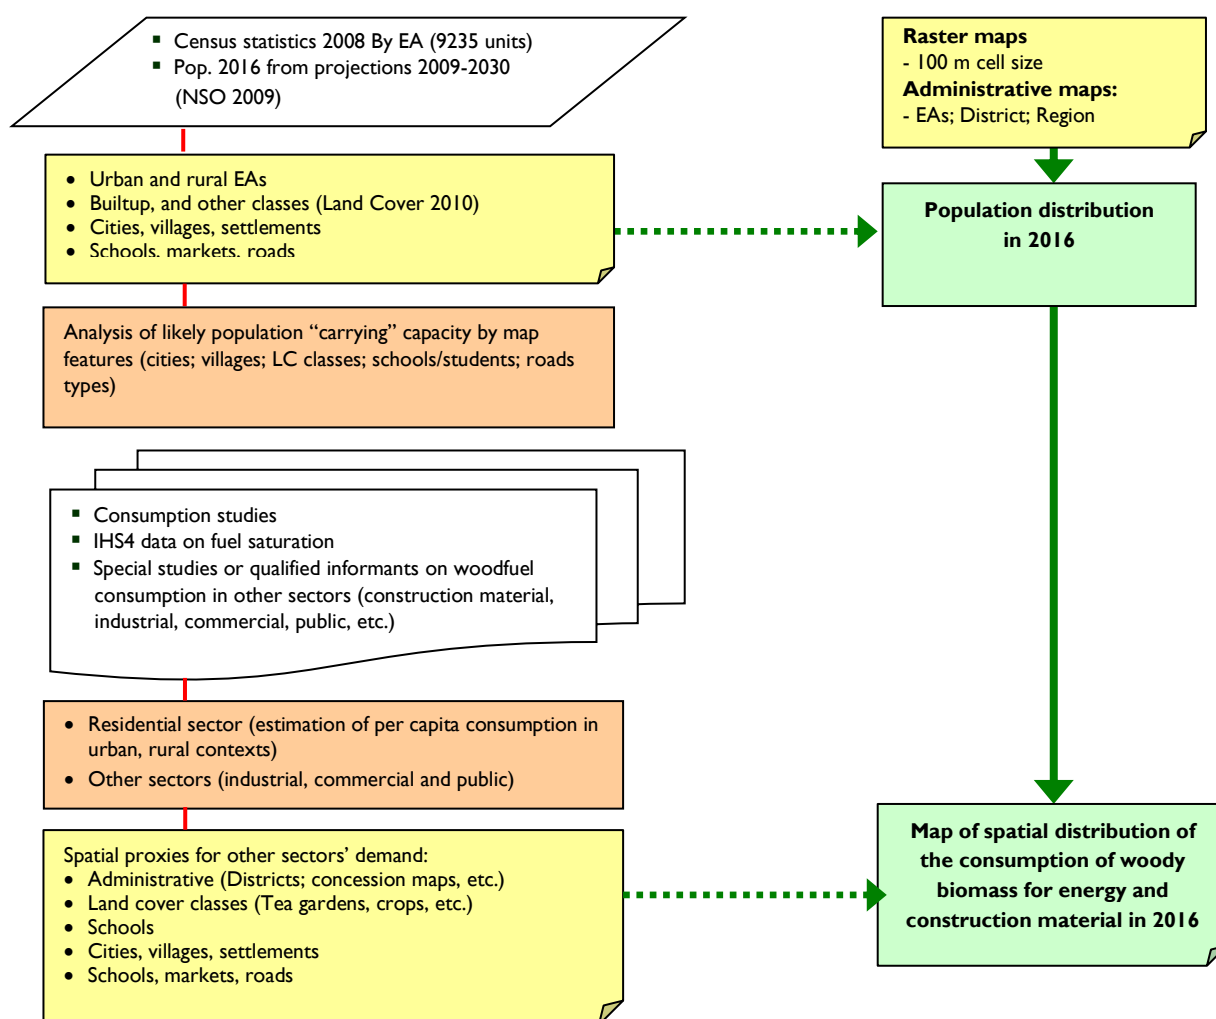 ▪ Census statistics 2008 By EA (9235 units)
▪ Pop. 2016 from projections 2009-2030
(NSO 2009)
Raster maps
- 100 m cell size
Administrative maps:
- EAs; District; Region
• Urban and rural EAs
• Builtup, and other classes (Land Cover 2010)
• Cities, villages, settlements
• Schools, markets, roads
Population distribution
in 2016
Analysis of likely population “carrying” capacity by map
features (cities; villages; LC classes; schools/students; roads
types)
▪ Consumption studies
▪ IHS4 data on fuel saturation
▪ Special studies or qualified informants on woodfuel
consumption in other sectors (construction material,
industrial, commercial, public, etc.)
• Residential sector (estimation of per capita consumption in
urban, rural contexts)
• Other sectors (industrial, commercial and public)
Spatial proxies for other sectors’ demand:
• Administrative (Districts; concession maps, etc.)
• Land cover classes (Tea gardens, crops, etc.)
• Schools
• Cities, villages, settlements
• Schools, markets, roads
Map of spatial distribution of
the consumption of woody
biomass for energy and
construction material in 2016